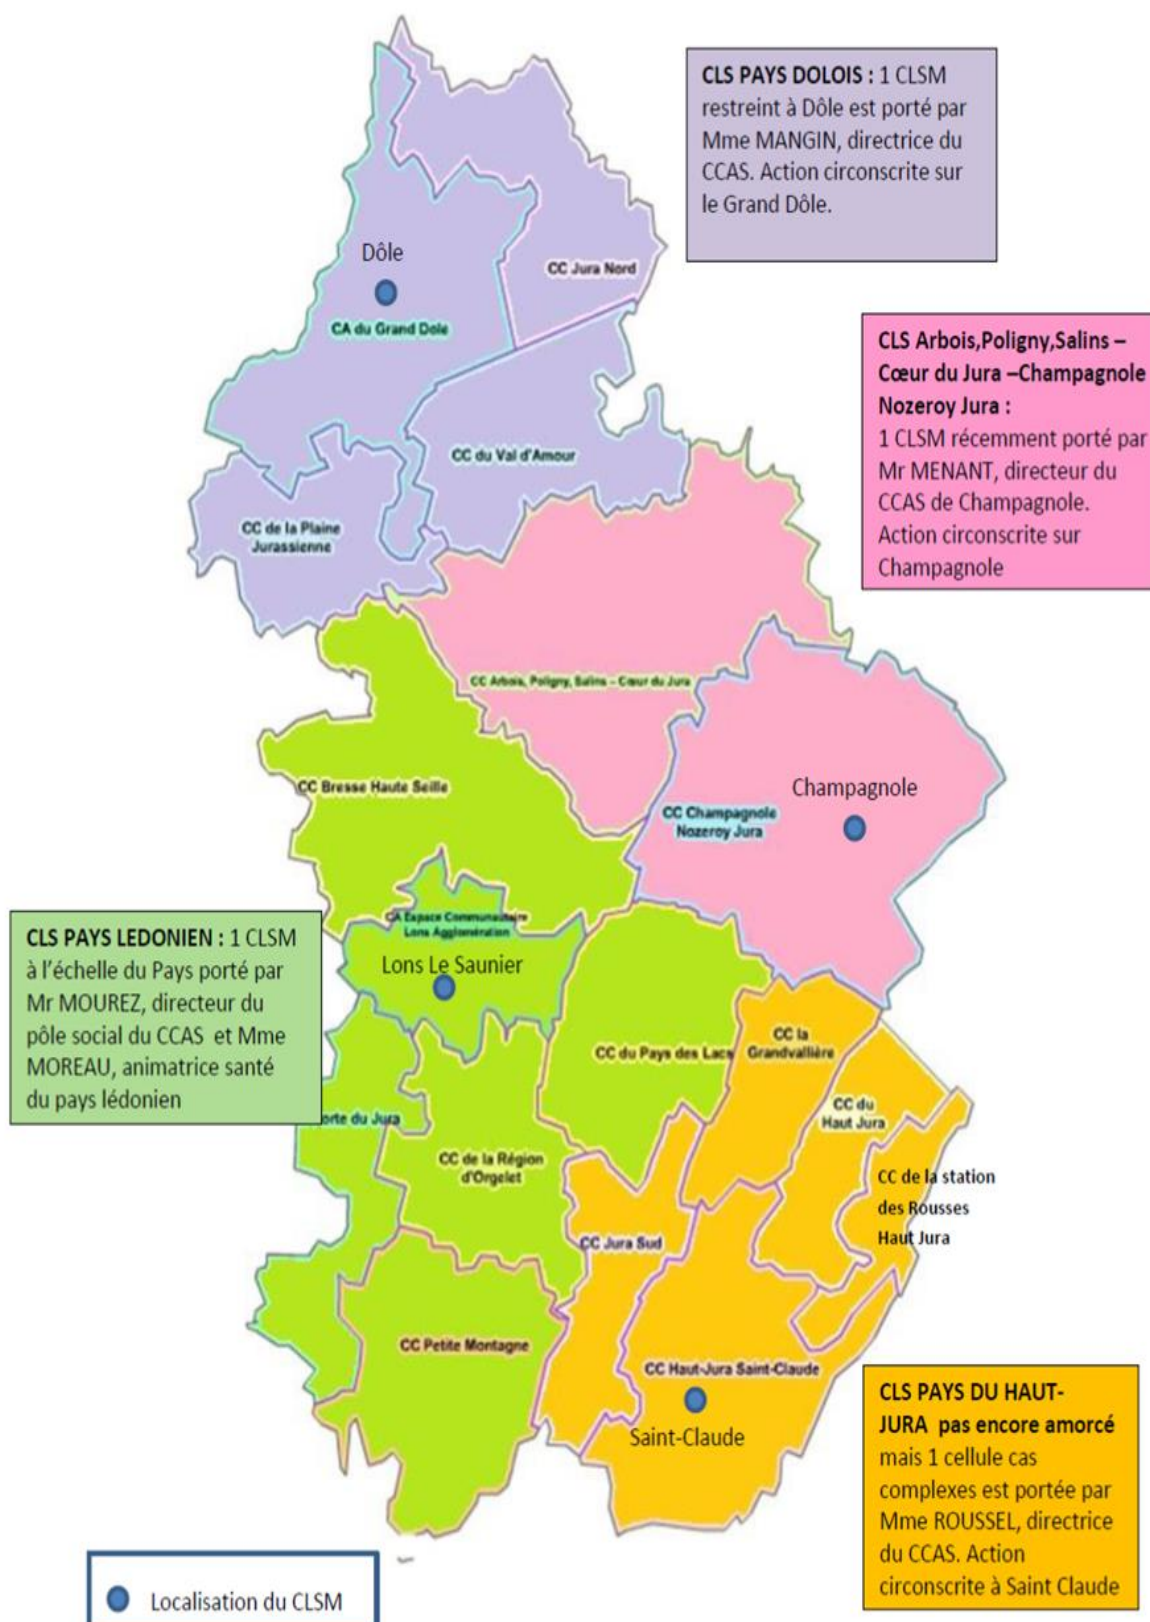 CLS PAYS DOLOIS : 1 CLSM
restreint à Dôle est porté par
Mme MANGIN, directrice du
CCAS. Action circonscrite sur
le Grand Dôle.
Dôle
CC Jura Nord
CA du Grand Dole
CLS Arbois,Poligny,Salins –
Cœur du Jura –Champagnole
Nozeroy Jura :
1 CLSM récemment porté par
Mr MENANT, directeur du
CCAS de Champagnole.
Action circonscrite sur
Champagnole
CC du Val d'Amour
CC de la Plaine
Jurassienne
CC Arbois, Poligny, Salins – Cœur du Jura
CC Bresse Haute Seille
Champagnole
CC Champagnole
Nozeroy Jura
CA Espace Communautaire
Lons Agglomération
Lons Le Saunier
CLS PAYS LEDONIEN : 1 CLSM
à l'échelle du Pays porté par
Mr MOUREZ, directeur du
pôle social du CCAS et Mme
MOREAU, animatrice santé
du pays lédonien
CC du Pays des Lacs
CC la
Grandvallière
CC du
Haut Jura
orte du Jura
CC de la Région
d'Orgelet
CC de la station
des Rousses
Haut Jura
CC Jura Sud
CC Petite Montagne
CC Haut-Jura Saint-Claude
Saint-Claude
CLS PAYS DU HAUT-
JURA pas encore amorcé
mais 1 cellule cas
complexes est portée par
Mme ROUSSEL, directrice
du CCAS. Action
circonscrite à Saint Claude
Localisation du CLSM